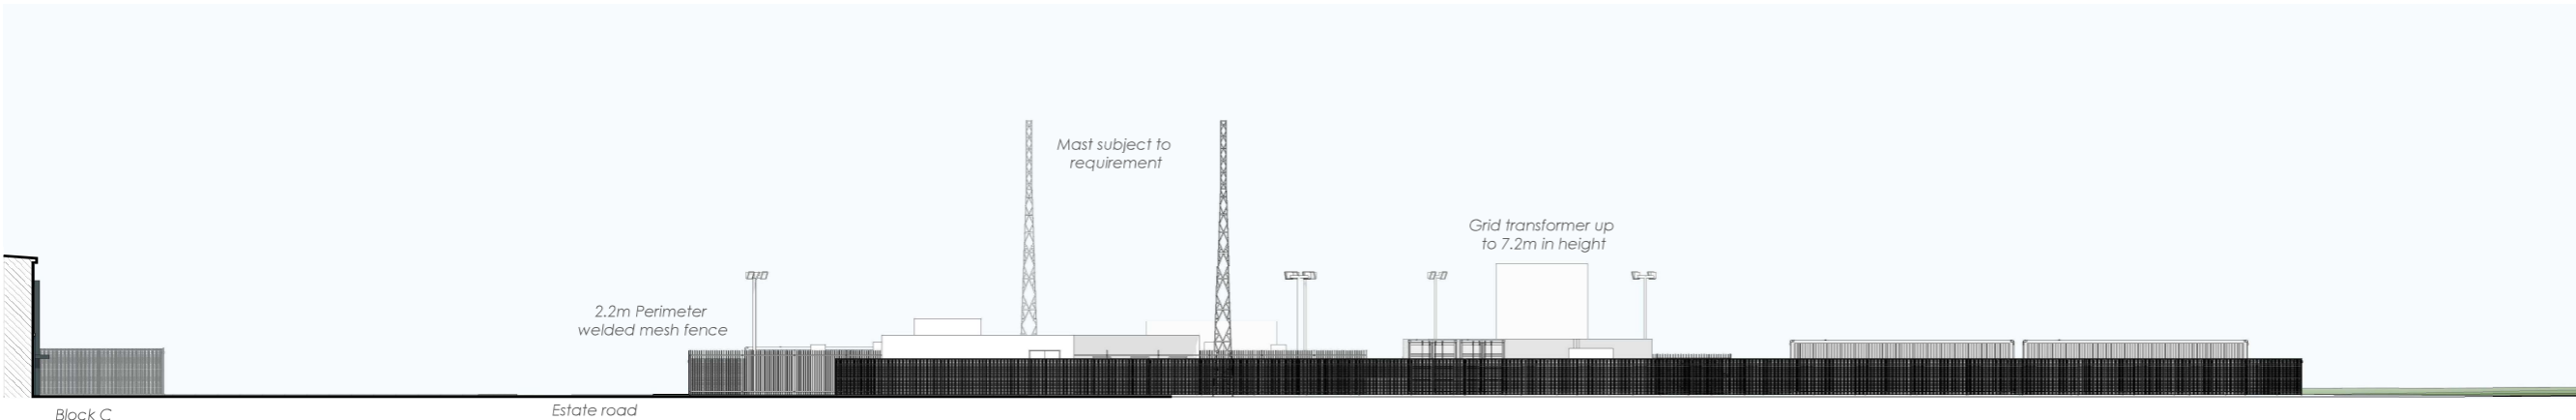 Mast subject to
requirement
Grid transformer up
to 7.2m in height
2.2m Perimeter
welded mesh fence
Block C
Estate road